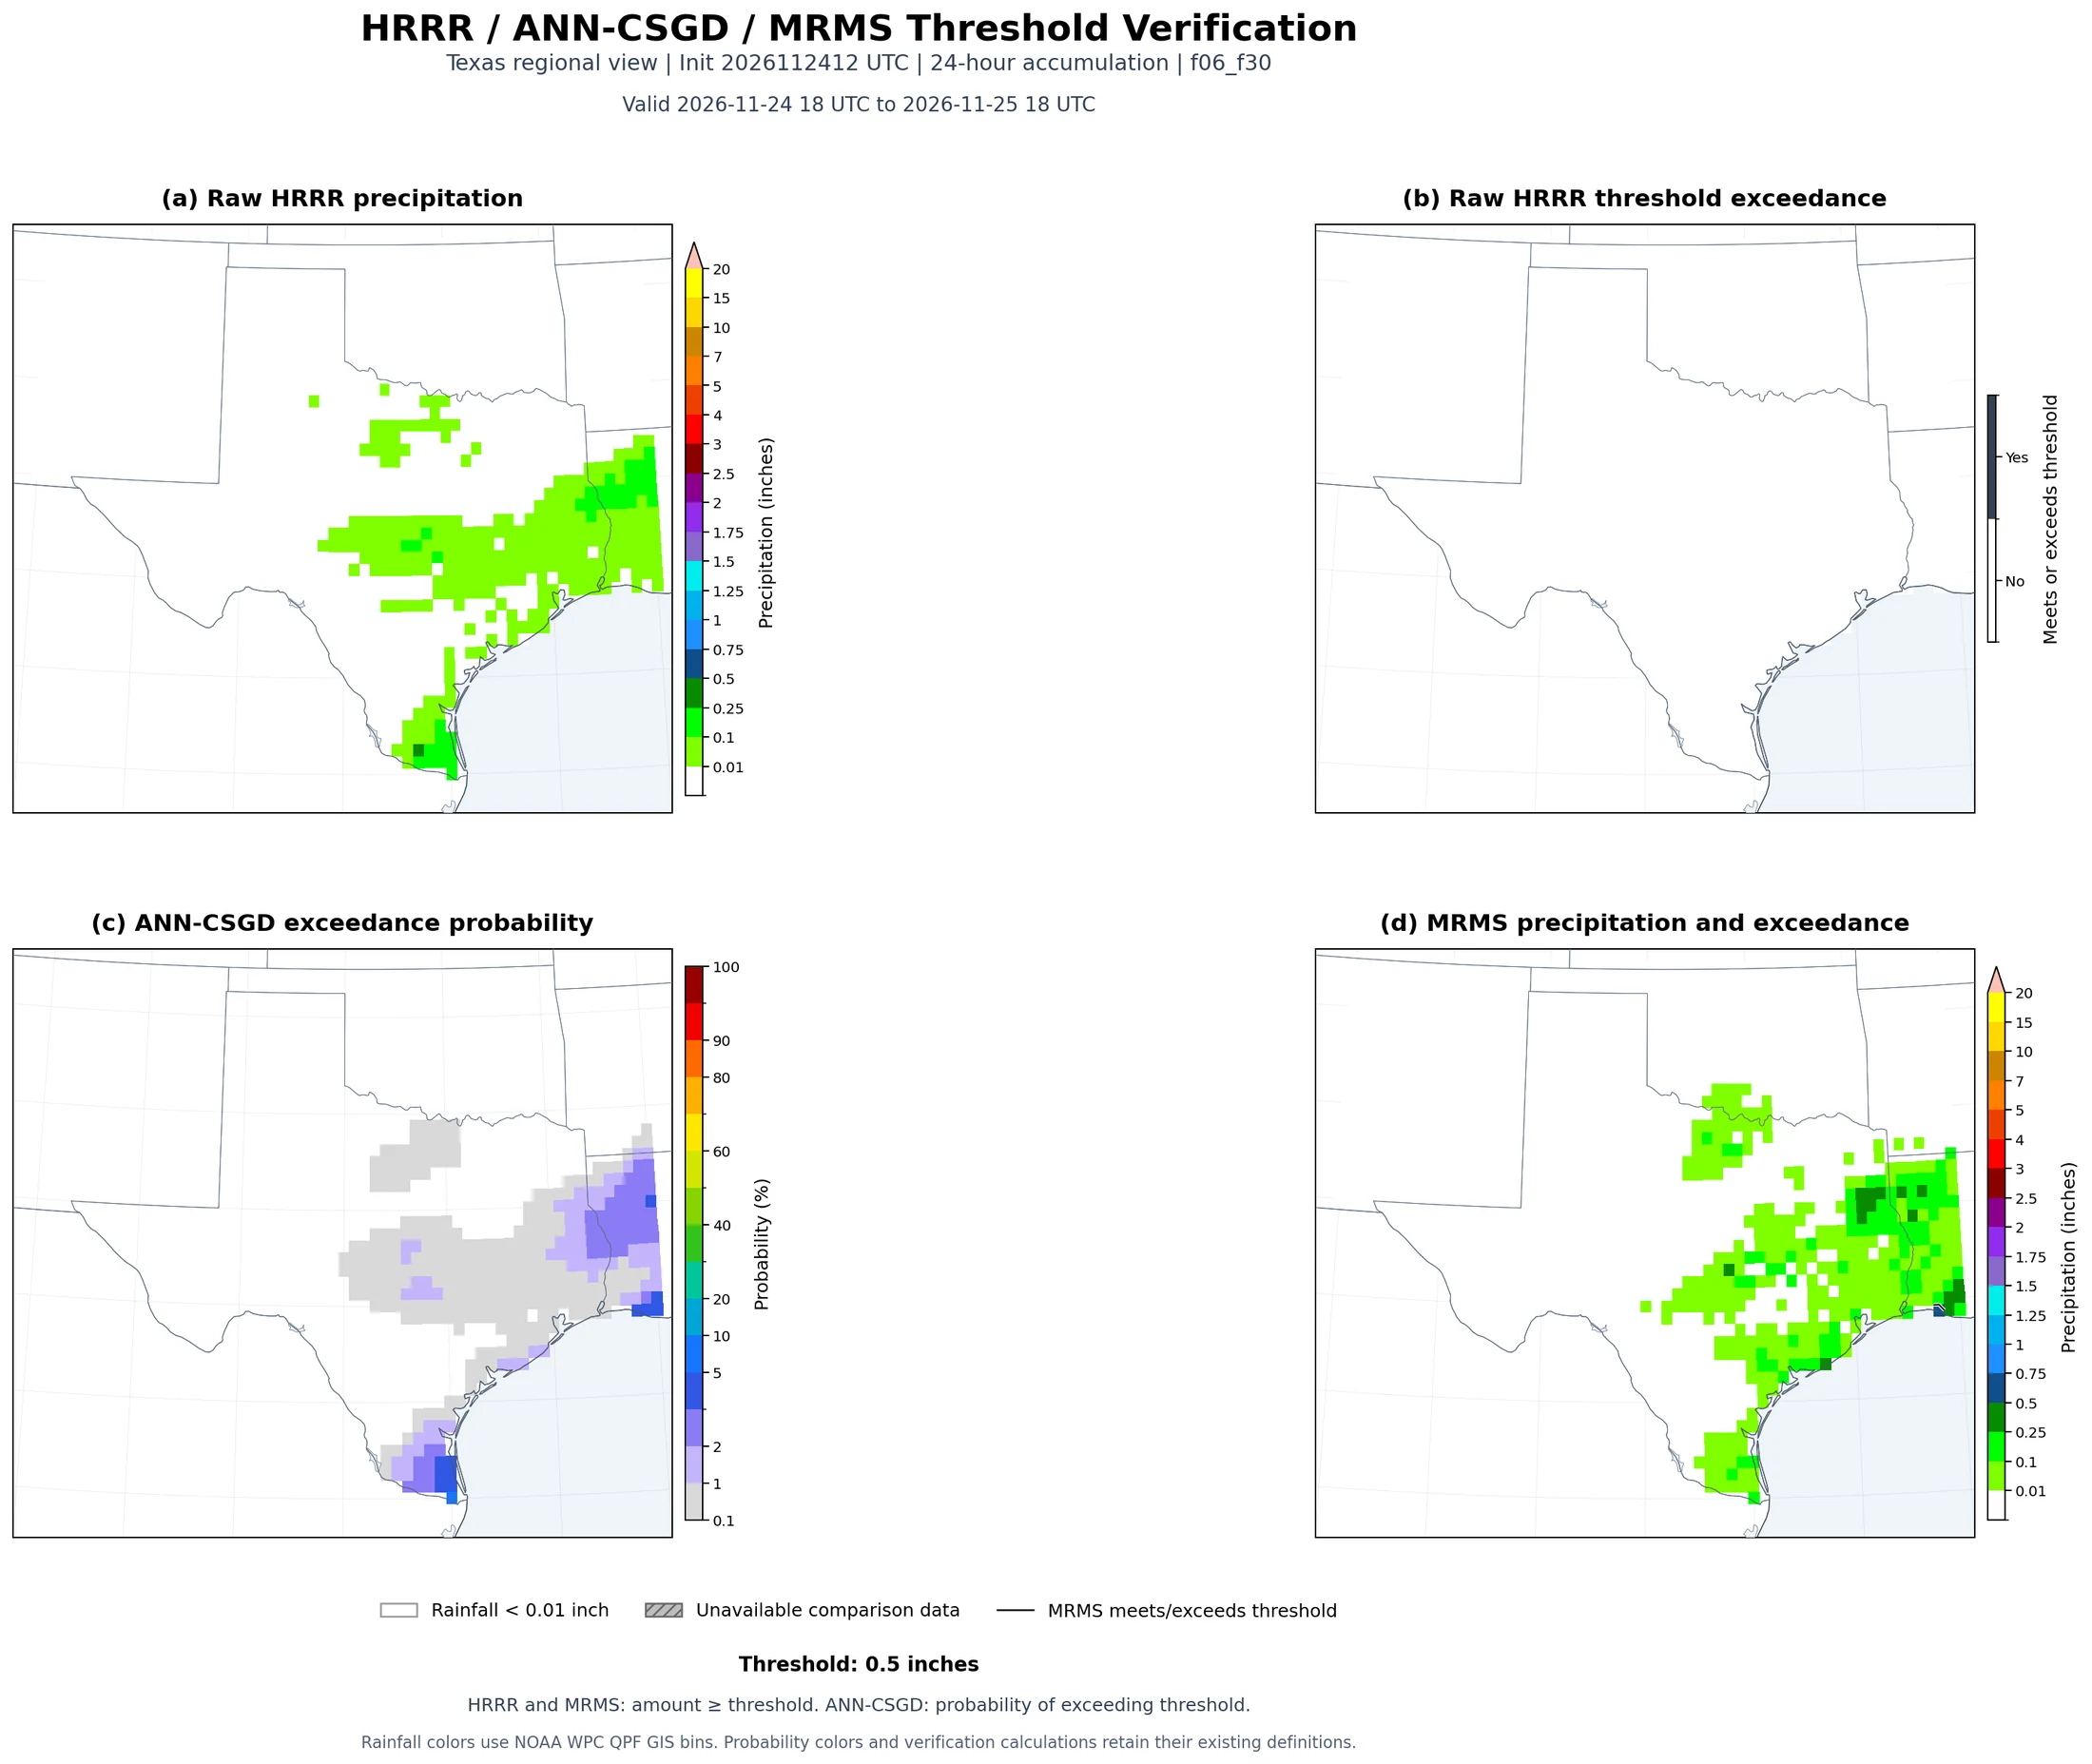 HRRR / ANN-CSGD / MRMS Threshold Verification
Texas regional view | Init 2026112412 UTC | 24-hour accumulation | f06_f30
Valid 2026-11-24 18 UTC to 2026-11-25 18 UTC
(a) Raw HRRR precipitation
20
15
10
7
5
4
3
2.5
2
1.75
1.5
1.25
1
0.75
0.5
0.25
0.1
0.01
Precipitation (inches)
(b) Raw HRRR threshold exceedance
Yes
No
Meets or exceeds threshold
(c) ANN-CSGD exceedance probability
100
90
80
60
40
20
10
5
2
1
0.1
Probability (%)
(d) MRMS precipitation and exceedance
20
15
10
7
5
4
3
2.5
2
1.75
1.5
1.25
1
0.75
0.5
0.25
0.1
0.01
Precipitation (inches)
Rainfall < 0.01 inch
Unavailable comparison data
MRMS meets/exceeds threshold
Threshold: 0.5 inches
HRRR and MRMS: amount ≥ threshold. ANN-CSGD: probability of exceeding threshold.
Rainfall colors use NOAA WPC QPF GIS bins. Probability colors and verification calculations retain their existing definitions.